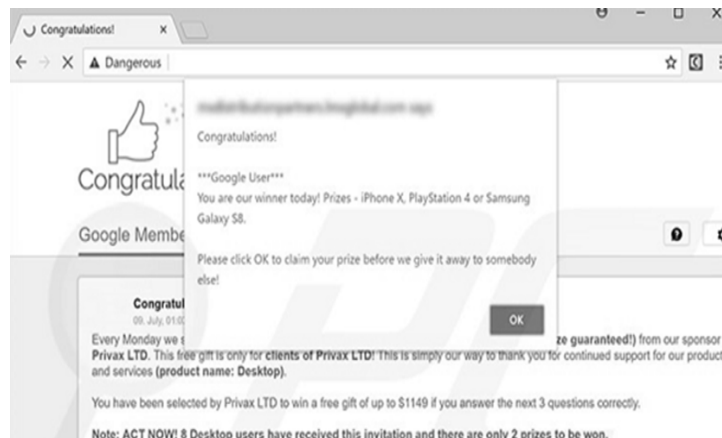 Congratulations!
Dangerous
says
Congratulations!
***Google User***
You are our winner today! Prizes - iPhone X, PlayStation 4 or Samsung
Galaxy S8.
Please click OK to claim your prize before we give it away to somebody
else!
OK
Congratula
Google Membe
Congratul
09. July, 01:0
Every Monday we s
ze guaranteed!) from our sponsor
Privax LTD. This free gift is only for clients of Privax LTD! This is simply our way to thank you for continued support for our product
and services (product name: Desktop).
You have been selected by Privax LTD to win a free gift of up to $1149 if you answer the next 3 questions correctly.
Note: ACT NOW! 8 Desktop users have received this invitation and there are only 2 prizes to be won.